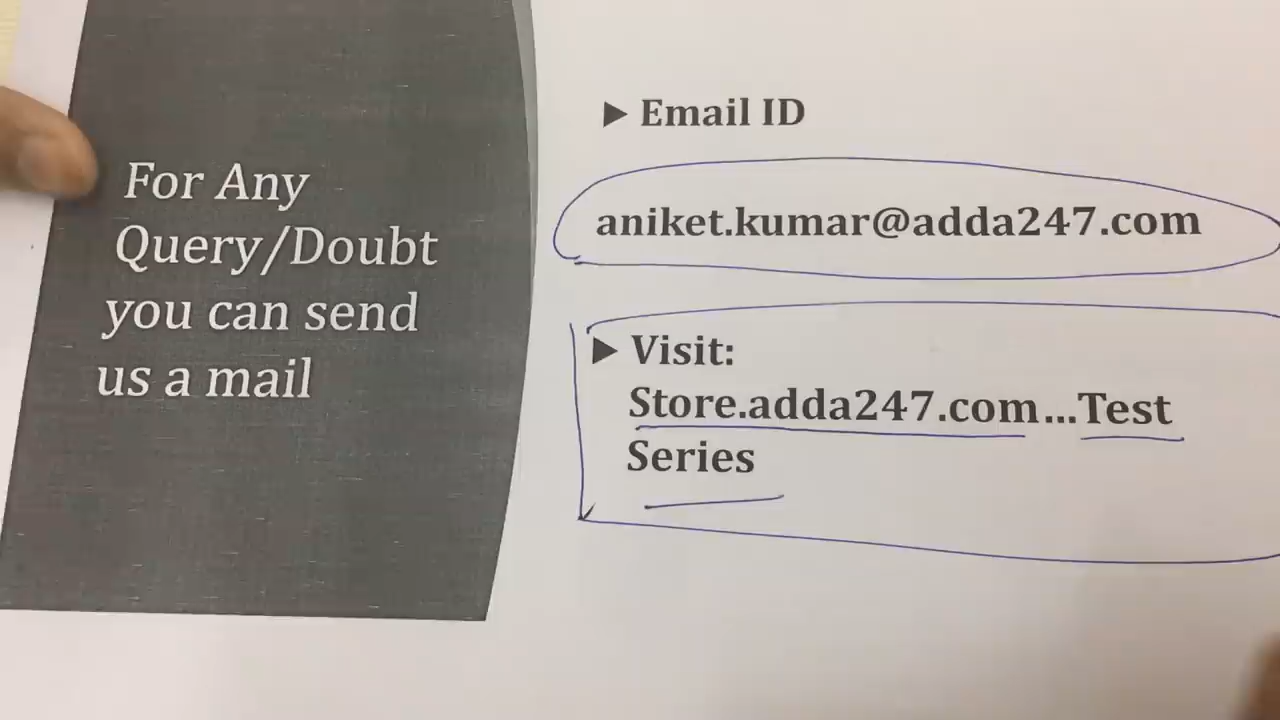 For Any
Query/Doubt
you can send
us a mail
► Email ID
aniket.kumar@adda247.com
► Visit:
Store.adda247.com...Test
Series